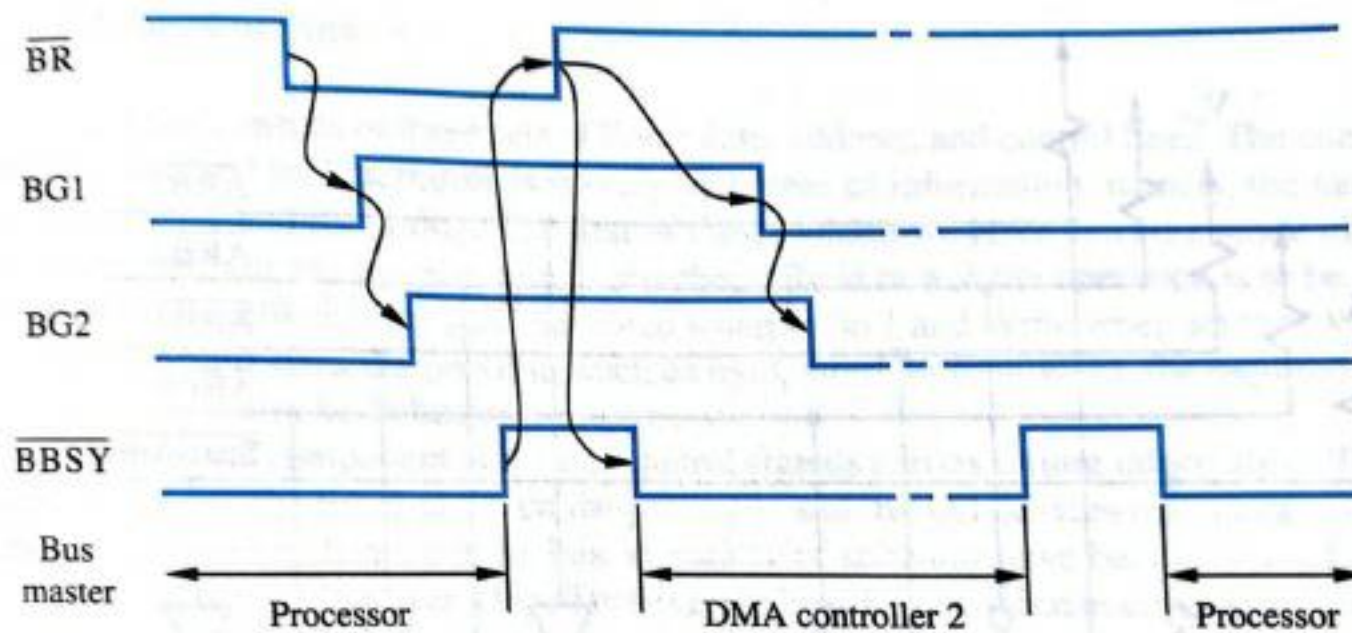 BR
BG1
BG2
BBSY
Bus
master
Processor
DMA controller 2
Processor